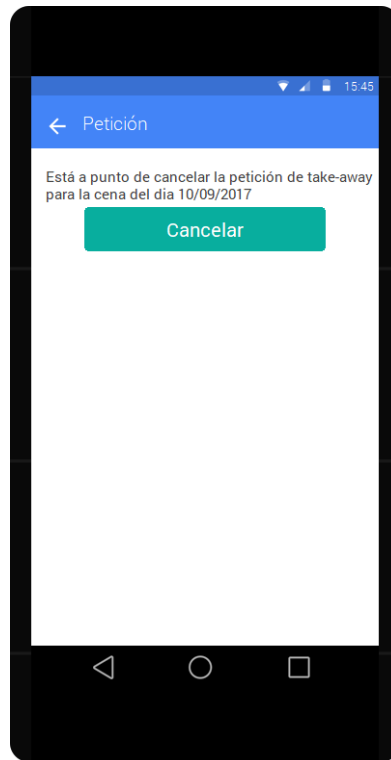 15:45
Petición
Está a punto de cancelar la petición de take-away
para la cena del dia 10/09/2017
Cancelar